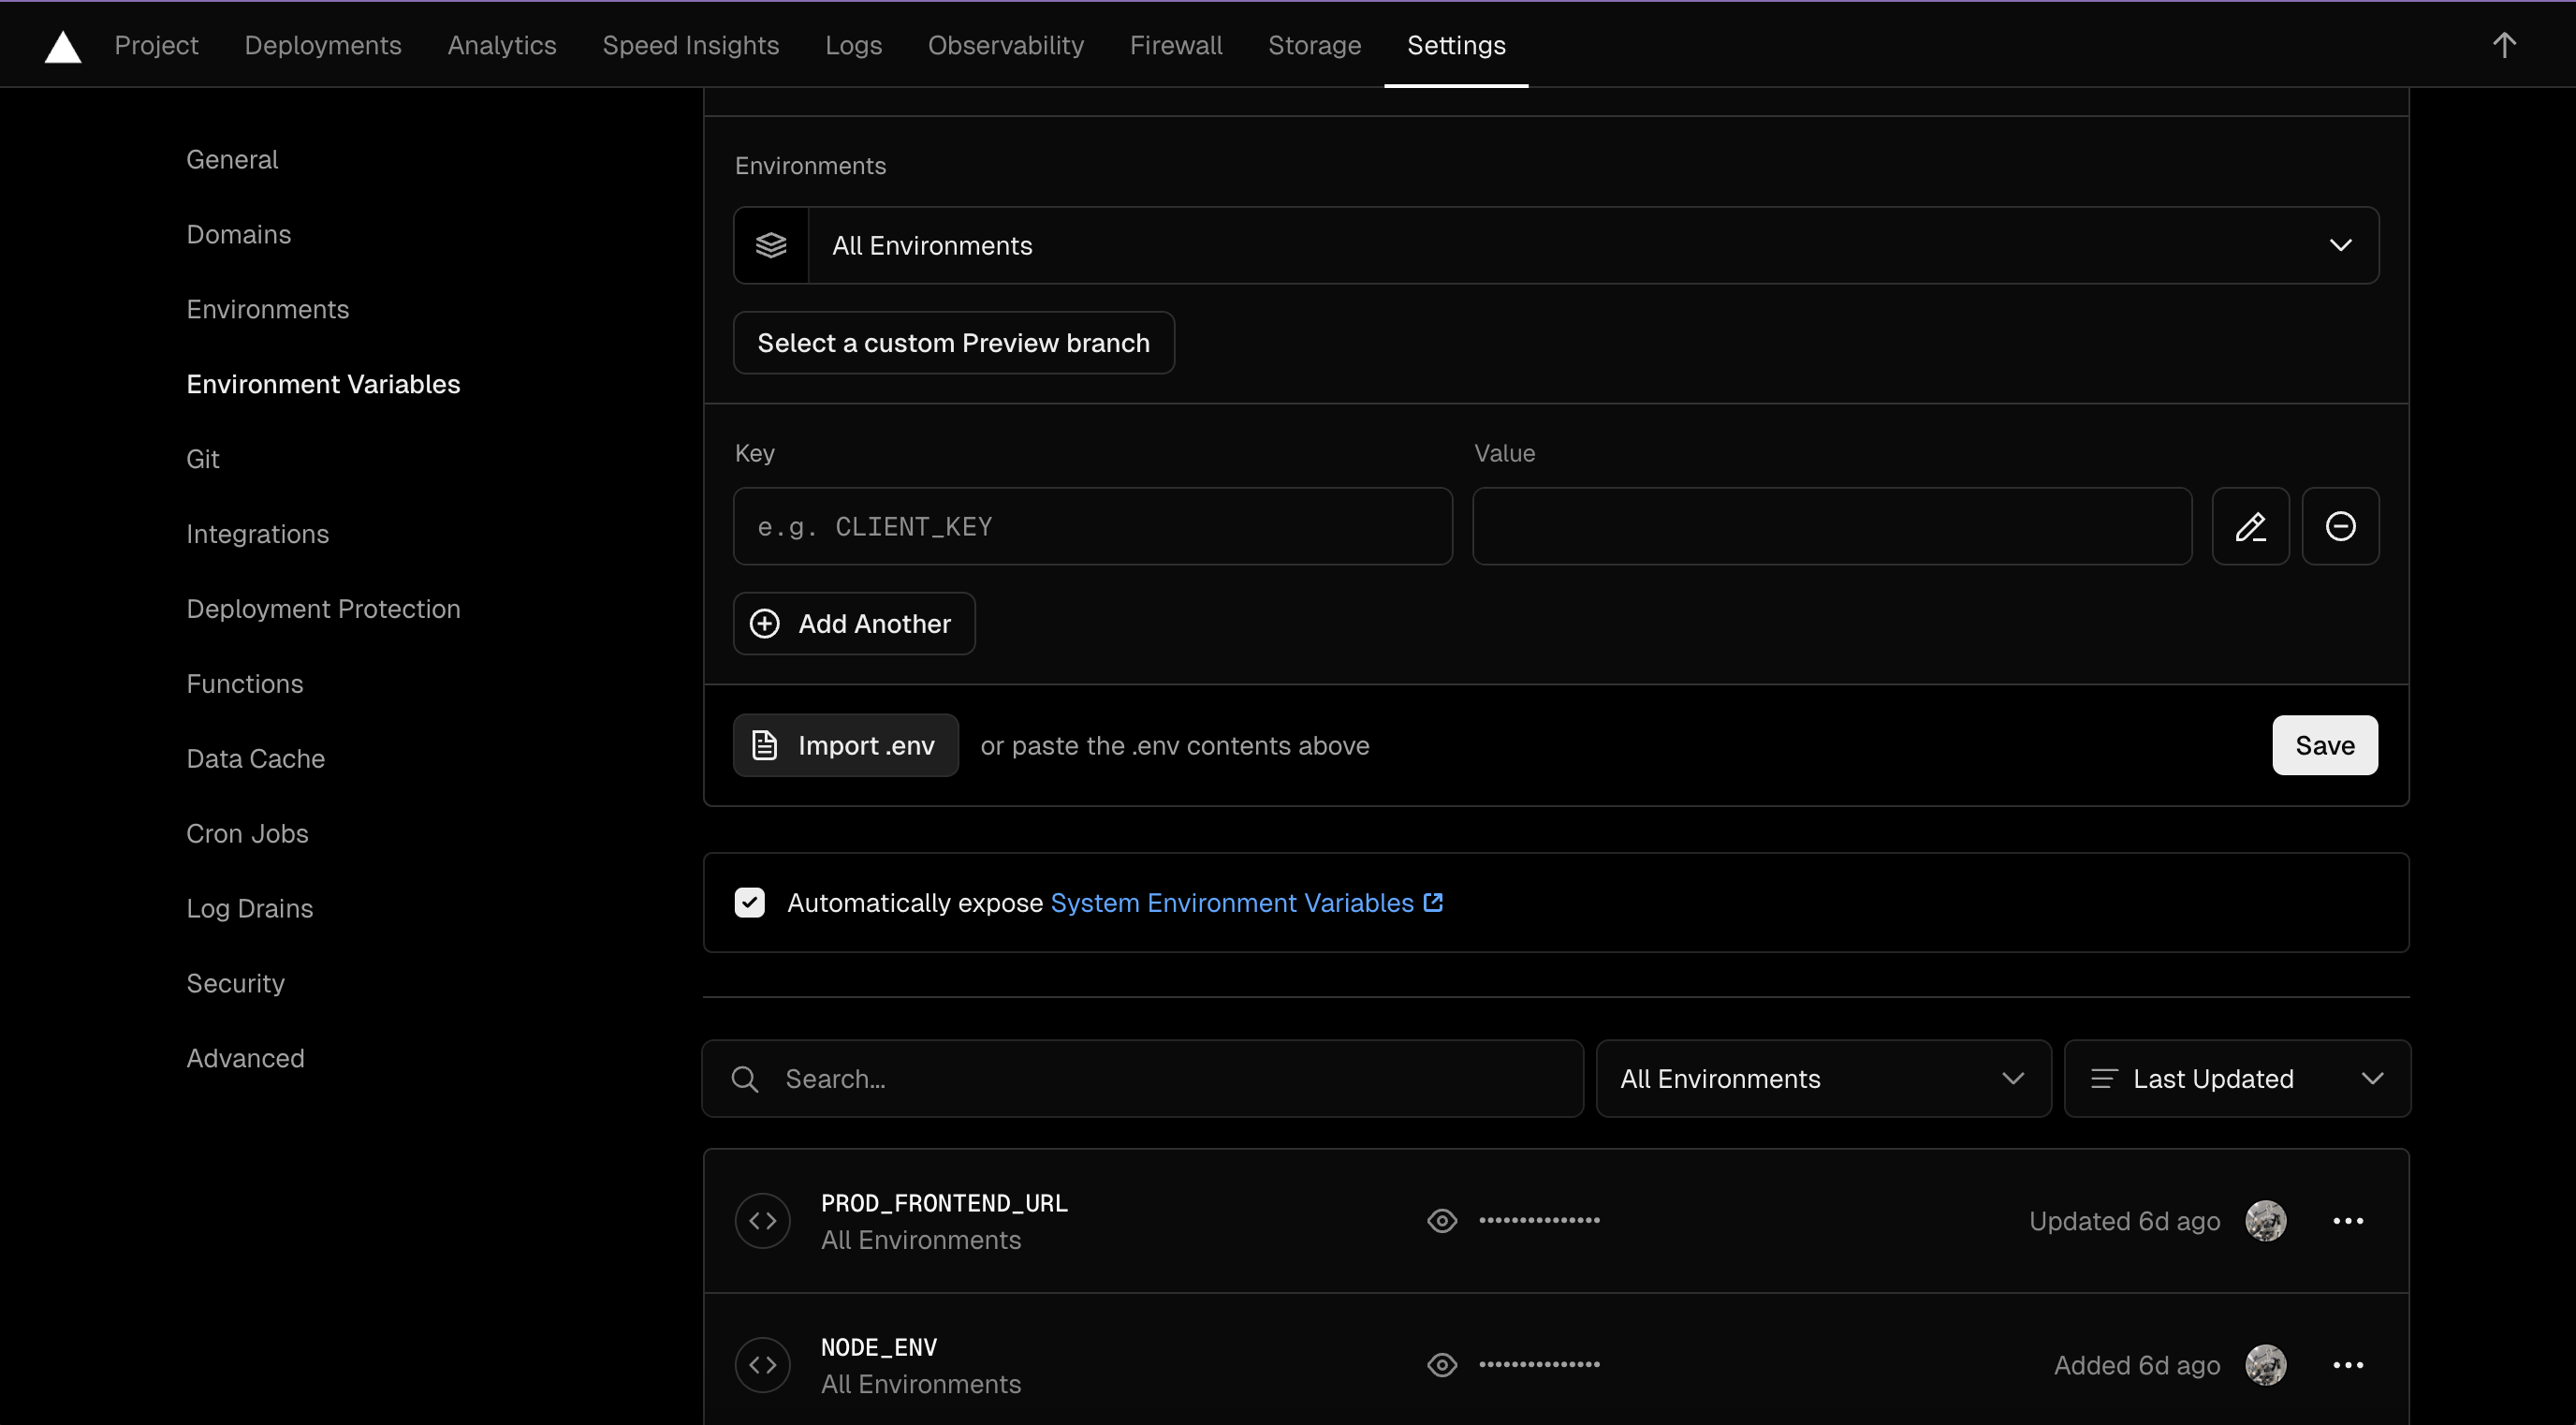 Project Deployments Analytics Speed Insights Logs Observability Firewall Storage Settings
General
Domains
Environments
Environment Variables
Git
Integrations
Deployment Protection
Functions
Data Cache
Cron Jobs
Log Drains
Security
Advanced
Environments
All Environments
Select a custom Preview branch
Key Value
e.g. CLIENT_KEY
Add Another
Import .env or paste the .env contents above Save
Automatically expose System Environment Variables
Search... All Environments Last Updated
PROD_FRONTEND_URL
All Environments
••••••••••••••• Updated 6d ago
NODE_ENV
All Environments
••••••••••••••• Added 6d ago